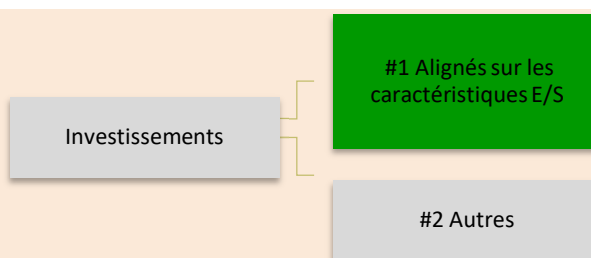 #1 Alignés sur les
caractéristiques E/S
Investissements
#2 Autres